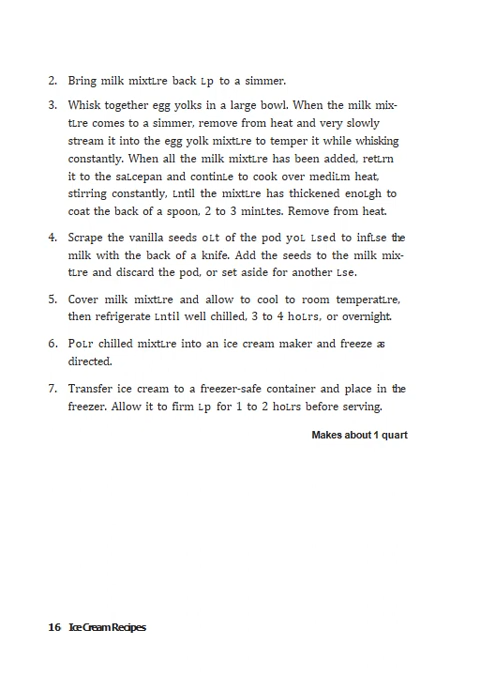 2. Bring milk mixtLre back Lp to a simmer.
3. Whisk together egg yolks in a large bowl. When the milk mix-
tLre comes to a simmer, remove from heat and very slowly
stream it into the egg yolk mixtLre to temper it while whisking
constantly. When all the milk mixtLre has been added, retLrn
it to the saLcepan and continLe to cook over mediLm heat,
stirring constantly, Lntil the mixtLre has thickened enoLgh to
coat the back of a spoon, 2 to 3 minLtes. Remove from heat.
4. Scrape the vanilla seeds oLt of the pod yoL Lsed to infLse the
milk with the back of a knife. Add the seeds to the milk mix-
tLre and discard the pod, or set aside for another Lse.
5. Cover milk mixtLre and allow to cool to room temperatLre,
then refrigerate Lntil well chilled, 3 to 4 hoLrs, or overnight.
6. PoLr chilled mixtLre into an ice cream maker and freeze as
directed.
7. Transfer ice cream to a freezer-safe container and place in the
freezer. Allow it to firm Lp for 1 to 2 hoLrs before serving.
Makes about 1 quart
16 Ice Cream Recipes